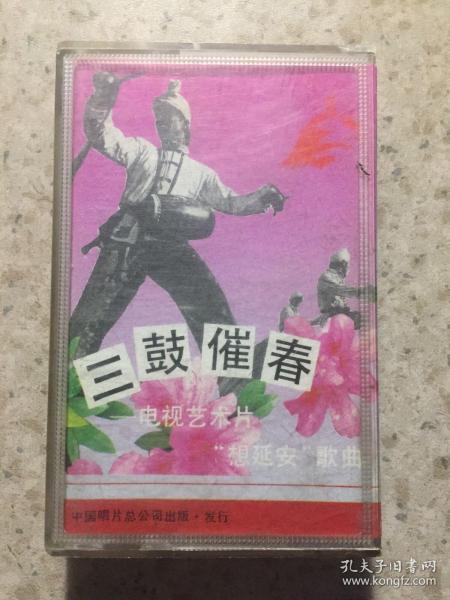 三鼓催春
电视艺术片
“想延安”歌曲
中国唱片总公司出版·发行
孔夫子旧书网
www.kongfz.com